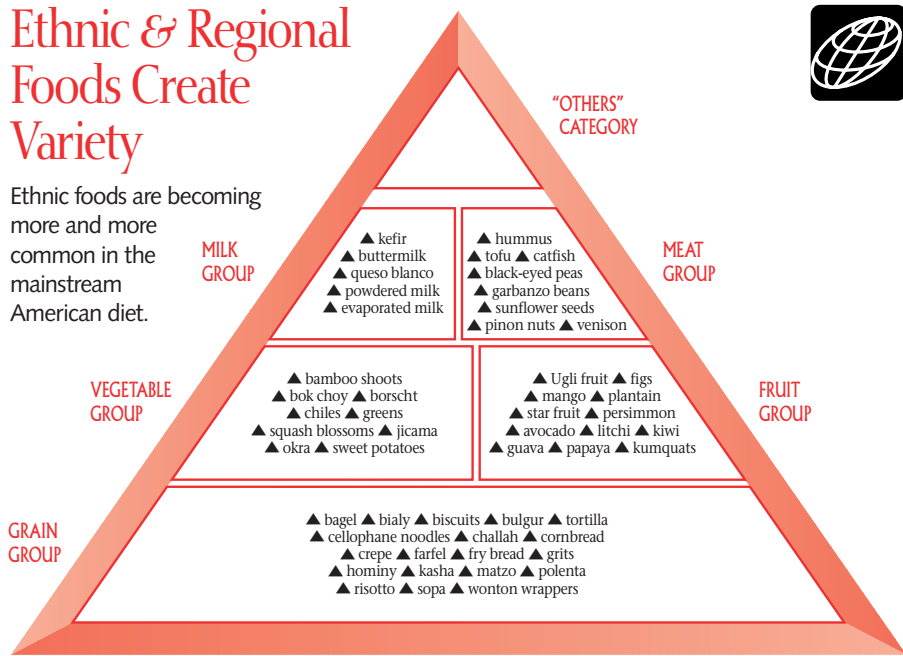 Ethnic & Regional
Foods Create
Variety
Ethnic foods are becoming
more and more
common in the
mainstream
American diet.
"OTHERS"
CATEGORY
MILK
GROUP
▲ kefir
▲ buttermilk
▲ queso blanco
▲ powdered milk
▲ evaporated milk
▲ hummus
▲ tofu ▲ catfish
▲ black-eyed peas
▲ garbanzo beans
▲ sunflower seeds
▲ pinon nuts ▲ venison
MEAT
GROUP
VEGETABLE
GROUP
▲ bamboo shoots
▲ bok choy ▲ borscht
▲ chiles ▲ greens
▲ squash blossoms ▲ jicama
▲ okra ▲ sweet potatoes
▲ Ugli fruit ▲ figs
▲ mango ▲ plantain
▲ star fruit ▲ persimmon
▲ avocado ▲ litchi ▲ kiwi
▲ guava ▲ papaya ▲ kumquats
FRUIT
GROUP
GRAIN
GROUP
▲ bagel ▲ bialy ▲ biscuits ▲ bulgur ▲ tortilla
▲ cellophane noodles ▲ challah ▲ cornbread
▲ crepe ▲ farfel ▲ fry bread ▲ grits
▲ hominy ▲ kasha ▲ matzo ▲ polenta
▲ risotto ▲ sopa ▲ wonton wrappers